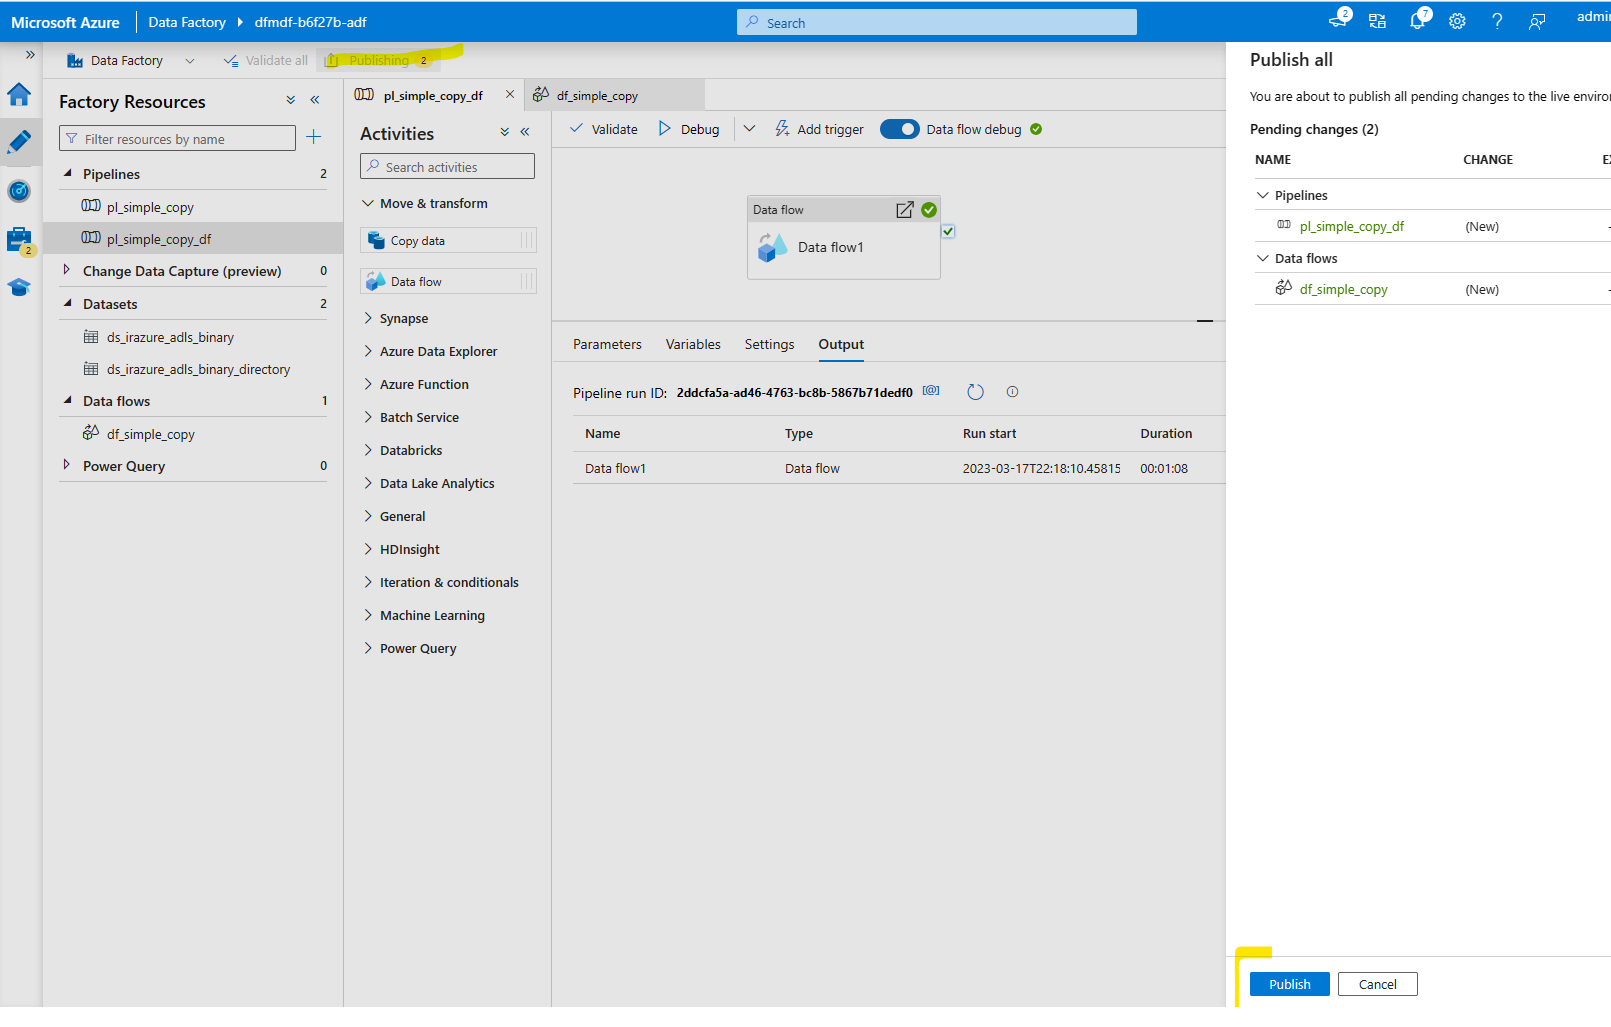 Microsoft Azure
Data Factory
dfmdf-b6f27b-adf
Search
2
7
?
admin
Data Factory
Validate all
Publishing
2
2
Factory Resources
Filter resources by name
Pipelines
2
pl_simple_copy
pl_simple_copy_df
Change Data Capture (preview)
0
Datasets
2
ds_irazure_adls_binary
ds_irazure_adls_binary_directory
Data flows
1
df_simple_copy
Power Query
0
pl_simple_copy_df
df_simple_copy
Activities
Search activities
Move & transform
Copy data
Data flow
Synapse
Azure Data Explorer
Azure Function
Batch Service
Databricks
Data Lake Analytics
General
HDInsight
Iteration & conditionals
Machine Learning
Power Query
Validate
Debug
Add trigger
Data flow debug
Data flow
Data flow1
Parameters
Variables
Settings
Output
Pipeline run ID: 2ddcfa5a-ad46-4763-bc8b-5867b71dedf0
Name
Type
Run start
Duration
Data flow1
Data flow
2023-03-17T22:18:10.45815
00:01:08
Publish all
You are about to publish all pending changes to the live
Pending changes (2)
NAME
CHANGE
Pipelines
pl_simple_copy_df
(New)
-
Data flows
df_simple_copy
(New)
-
Publish
Cancel